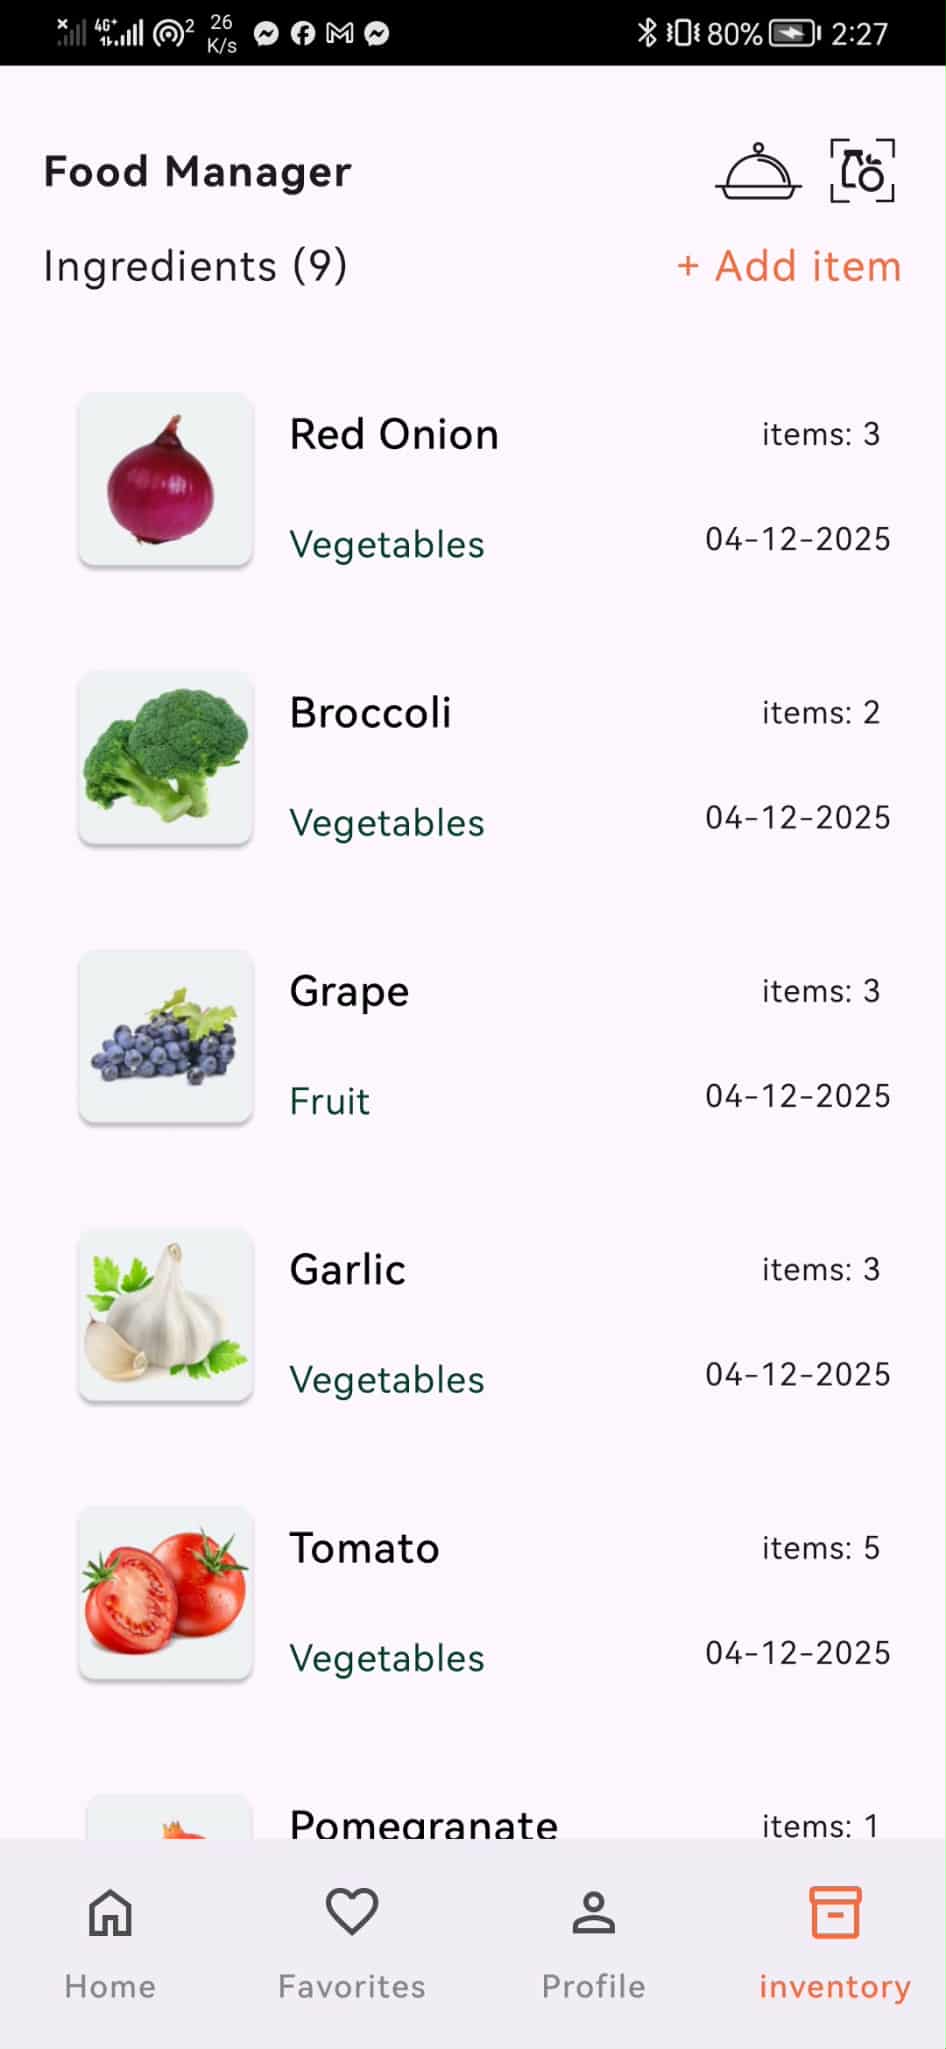 4G+ 2 26 K/s 80% 2:27
Food Manager
Ingredients (9) + Add item
Red Onion items: 3
Vegetables 04-12-2025
Broccoli items: 2
Vegetables 04-12-2025
Grape items: 3
Fruit 04-12-2025
Garlic items: 3
Vegetables 04-12-2025
Tomato items: 5
Vegetables 04-12-2025
Pomegranate items: 1
Home Favorites Profile inventory